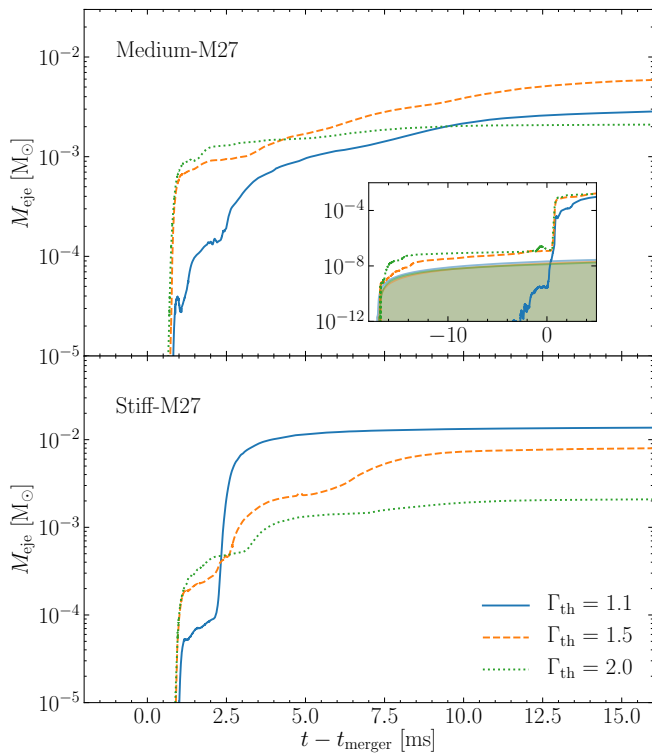 Medium-M27
10⁻²
10⁻³
10⁻⁴
10⁻⁵
M_eje [M_⊙]
10⁻⁴
10⁻⁸
10⁻¹²
−10 0
Stiff-M27
10⁻²
10⁻³
10⁻⁴
10⁻⁵
M_eje [M_⊙]
Γ_th = 1.1
Γ_th = 1.5
Γ_th = 2.0
0.0 2.5 5.0 7.5 10.0 12.5 15.0
t − t_merger [ms]